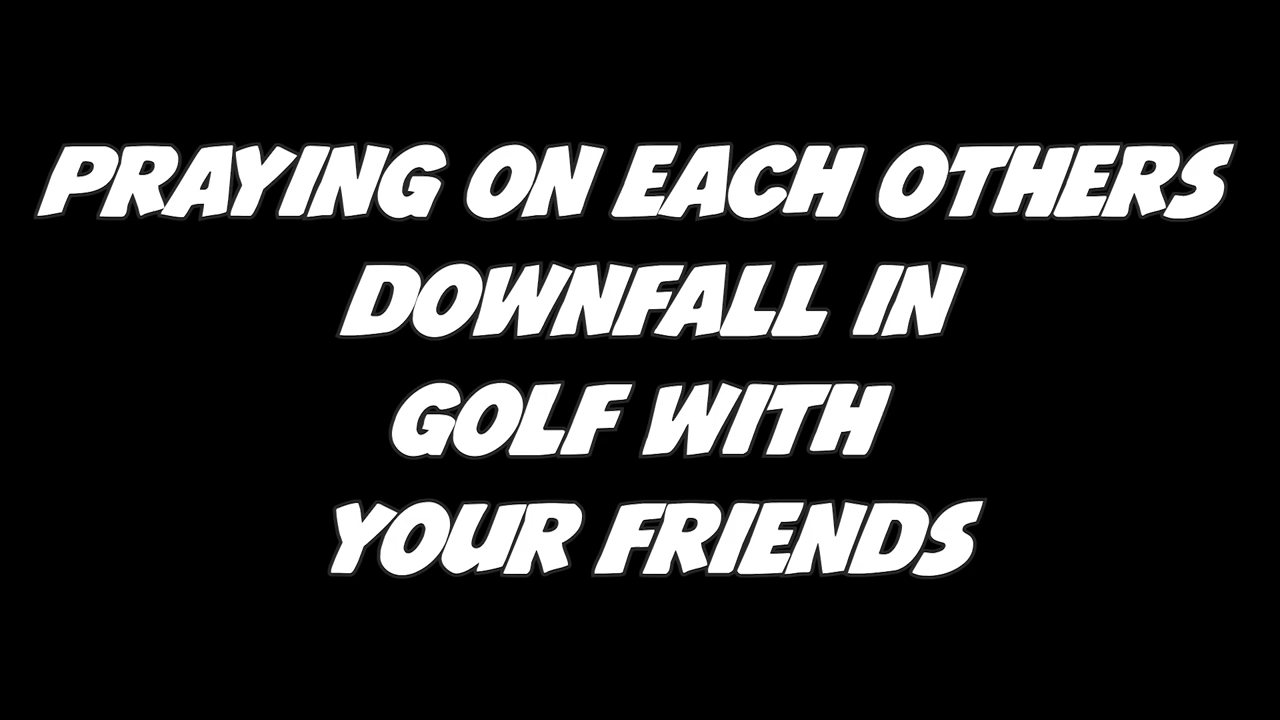 PRAYING ON EACH OTHERS
DOWNFALL IN
GOLF WITH
YOUR FRIENDS